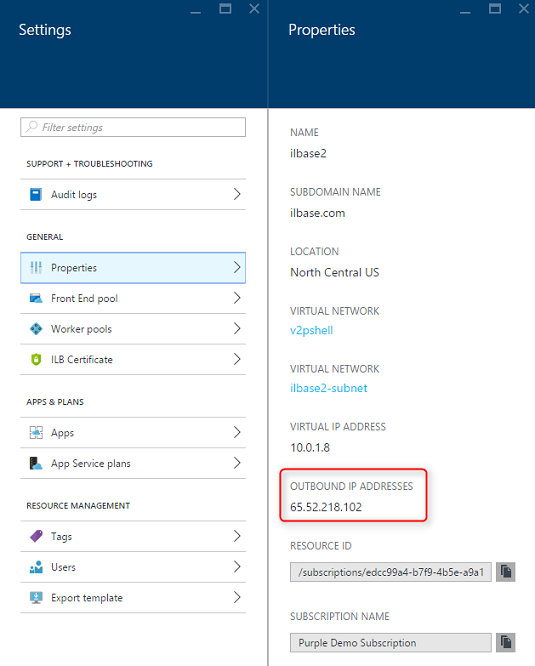 Settings
Filter settings
SUPPORT + TROUBLESHOOTING
Audit logs
GENERAL
Properties
Front End pool
Worker pools
ILB Certificate
APPS & PLANS
Apps
App Service plans
RESOURCE MANAGEMENT
Tags
Users
Export template
Properties
NAME
ilbase2
SUBDOMAIN NAME
ilbase.com
LOCATION
North Central US
VIRTUAL NETWORK
v2pshell
VIRTUAL NETWORK
ilbase2-subnet
VIRTUAL IP ADDRESS
10.0.1.8
OUTBOUND IP ADDRESSES
65.52.218.102
RESOURCE ID
/subscriptions/edcc99a4-b7f9-4b5e-a9a1
SUBSCRIPTION NAME
Purple Demo Subscription